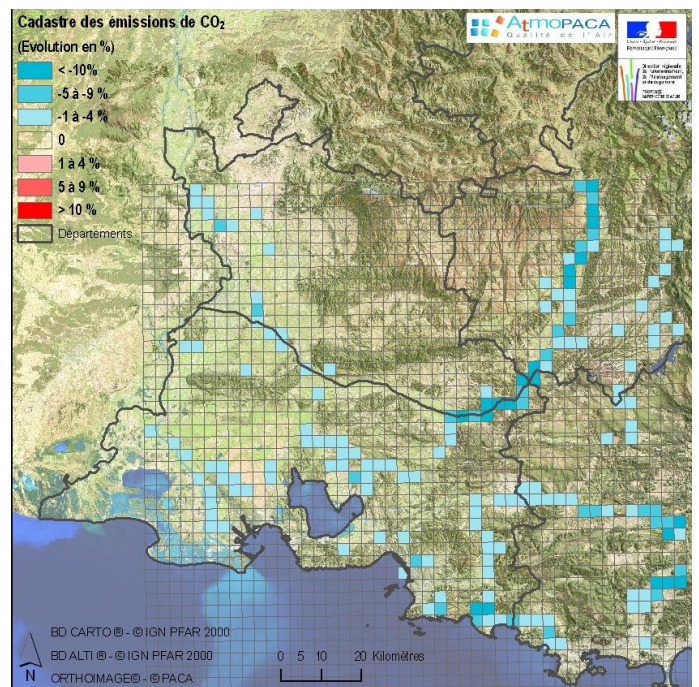 Cadastre des émissions de CO₂
(Evolution en %)
< -10%
-5 à -9 %
-1 à -4 %
0
1 à 4 %
5 à 9 %
> 10 %
Départements
AtmoPACA
Qualité de l'Air
RÉPUBLIQUE FRANÇAISE
BD CARTO ® - © IGN PFAR 2000
BD ALTI ® - © IGN PFAR 2000
ORTHOIMAGE© - © PACA
N
0 5 10 20 Kilomètres